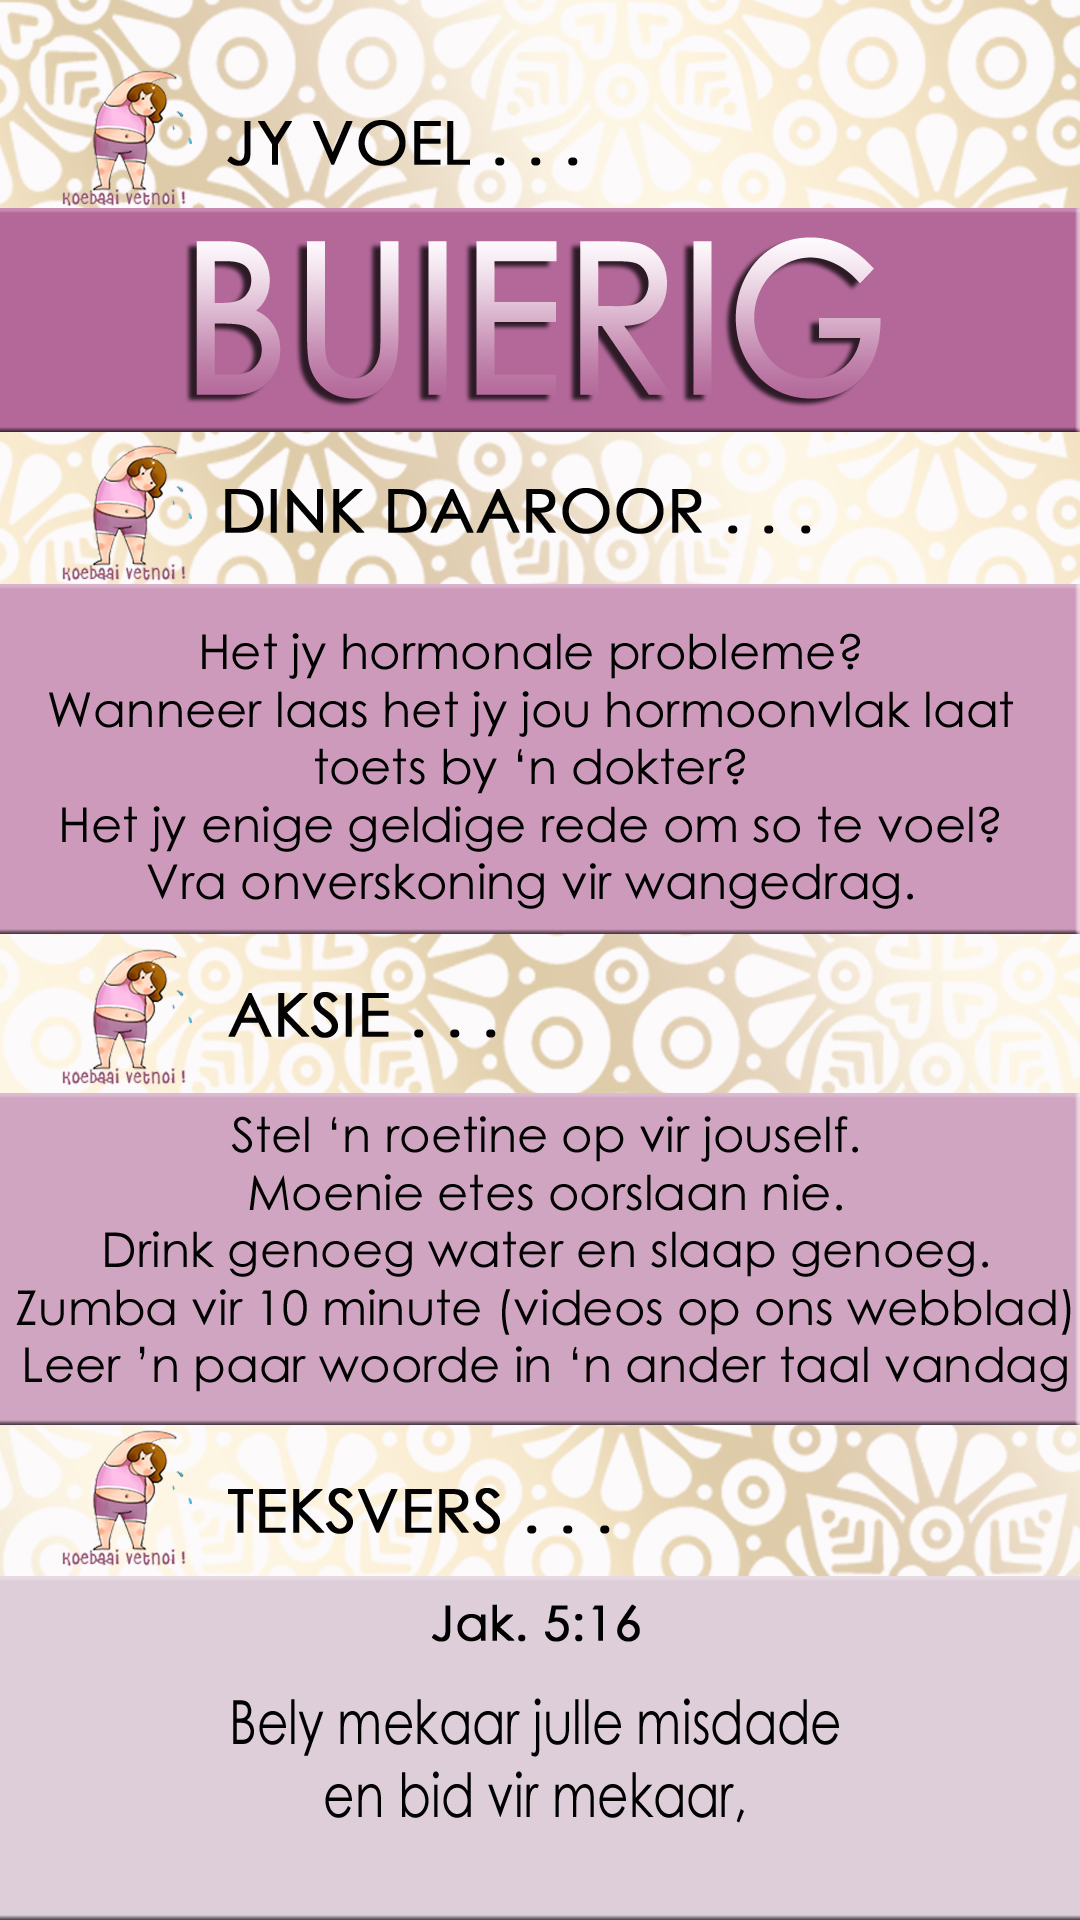 JY VOEL . . .
koebaai vetnoi !
BUIERIG
DINK DAAROOR . . .
koebaai vetnoi !
Het jy hormonale probleme?
Wanneer laas het jy jou hormoonvlak laat
toets by ‘n dokter?
Het jy enige geldige rede om so te voel?
Vra onverskoning vir wangedrag.
AKSIE . . .
koebaai vetnoi !
Stel ‘n roetine op vir jouself.
Moenie etes oorslaan nie.
Drink genoeg water en slaap genoeg.
Zumba vir 10 minute (videos op ons webblad)
Leer ’n paar woorde in ‘n ander taal vandag
TEKSVERS . . .
koebaai vetnoi !
Jak. 5:16
Bely mekaar julle misdade
en bid vir mekaar,